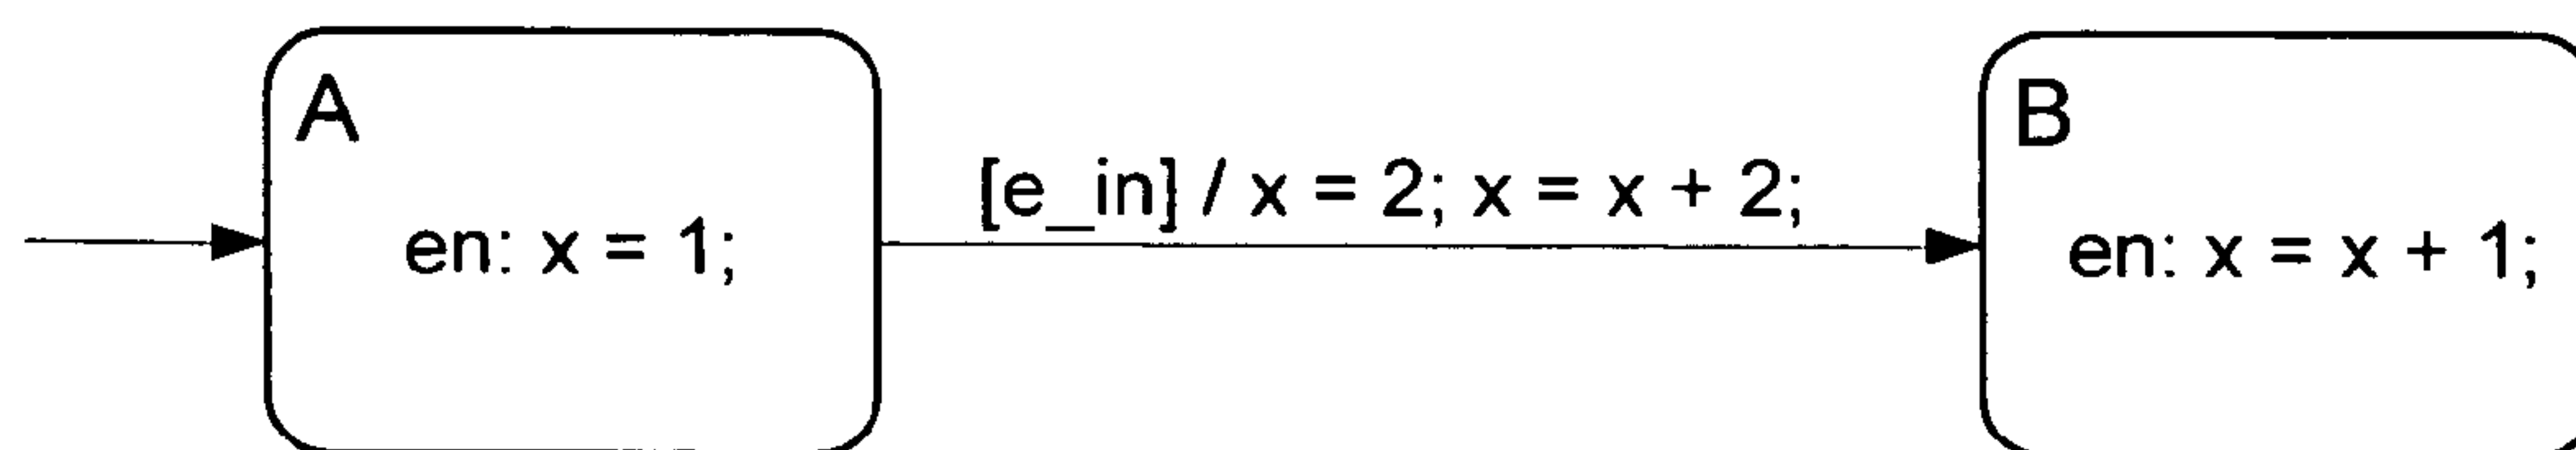 A
en: x = 1;
[e_in] / x = 2; x = x + 2;
B
en: x = x + 1;